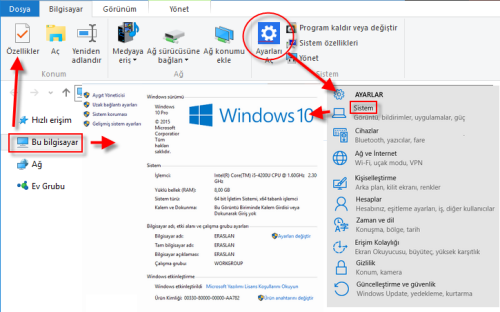 Dosya
Bilgisayar
Görünüm
Yönet
Özellikler
Aç
Yeniden
adlandır
Medyaya
eriş
Ağ sürücüsüne
bağlan
Ağ konumu
ekle
Ayarları
Aç
Program kaldır veya değiştir
Sistem özellikleri
Yönet
Konum
Ağ
Sistem
Hızlı erişim
Bu bilgisayar
Ağ
Ev Grubu
Aygıt Yöneticisi
Uzak bağlantı ayarları
Sistem koruması
Gelişmiş sistem ayarları
Windows sürümü
Windows
10 Pro
© 2015
Microsoft
Corporation
Tüm
hakları
saklıdır.
Windows 10
Sistem
İşlemci: Intel(R) Core(TM) i3-4200U CPU @ 1.60GHz 2.30
GHz
Yüklü bellek (RAM): 8,00 GB
Sistem türü: 64 bit İşletim Sistemi, x64 tabanlı işlemci
Kalem ve Dokunma: Bu Görüntü Biriminde Kalem Girdisi veya
Dokunarak Giriş yok
Bilgisayar adı, etki alanı ve çalışma grubu ayarları
Bilgisayar adı: ERASLAN Ayarları değiştir
Tam bilgisayar adı: ERASLAN
Bilgisayar açıklaması: ERASLAN
Çalışma grubu: WORKGROUP
Windows etkinleştirme
Windows etkinleştirildi Microsoft Yazılımı Lisans Koşullarını Okuyun
Ürün Kimliği: 00330-80000-00000-AA782 Ürün anahtarını değiştir
AYARLAR
Sistem
Görüntü, bildirimler, uygulamalar, güç
Cihazlar
Bluetooth, yazıcılar, fare
Ağ ve İnternet
Wi-Fi, uçak modu, VPN
Kişiselleştirme
Arka plan, kilit ekranı, renkler
Hesaplar
Hesabınız, eşitleme ayarları, iş, diğer kullanıcılar
Zaman ve dil
Konuşma, bölge, tarih
Erişim Kolaylığı
Ekran Okuyucusu, büyüteç, yüksek karşıtlık
Gizlilik
Konum, kamera
Güncelleştirme ve güvenlik
Windows Update, yedekleme, kurtarma